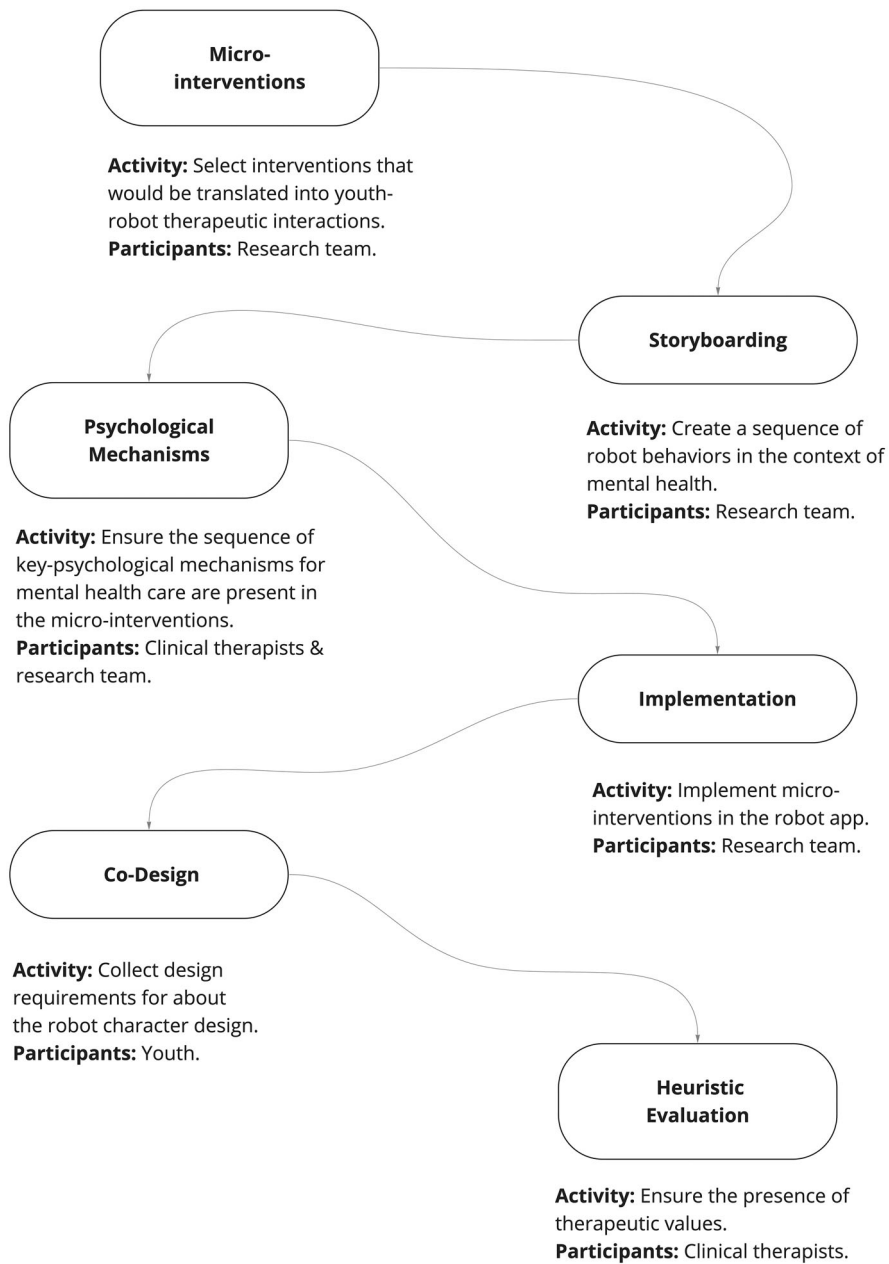 Micro-
interventions
Activity: Select interventions that
would be translated into youth-
robot therapeutic interactions.
Participants: Research team.
Storyboarding
Activity: Create a sequence of
robot behaviors in the context of
mental health.
Participants: Research team.
Psychological
Mechanisms
Activity: Ensure the sequence of
key-psychological mechanisms for
mental health care are present in
the micro-interventions.
Participants: Clinical therapists &
research team.
Implementation
Activity: Implement micro-
interventions in the robot app.
Participants: Research team.
Co-Design
Activity: Collect design
requirements for about
the robot character design.
Participants: Youth.
Heuristic
Evaluation
Activity: Ensure the presence of
therapeutic values.
Participants: Clinical therapists.